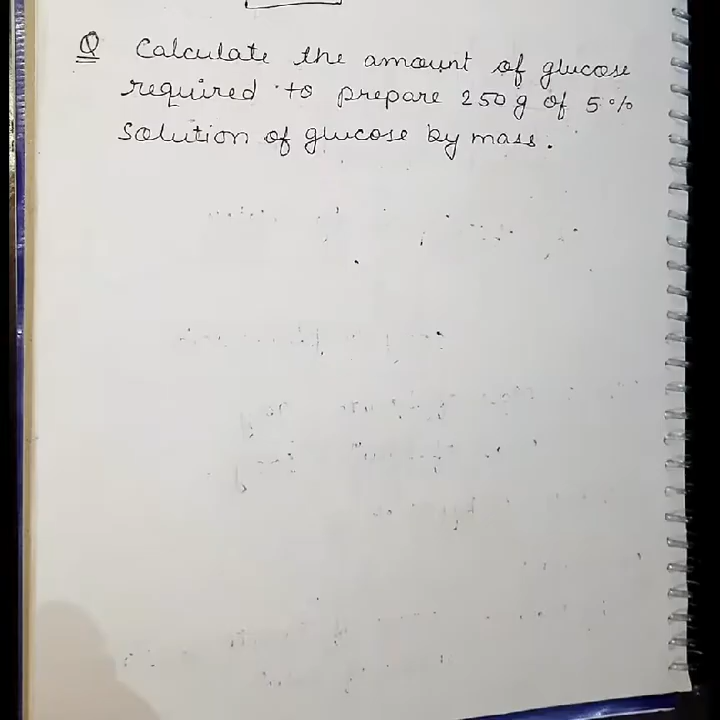 Q Calculate the amount of glucose
required to prepare 250 g of 5%
solution of glucose by mass.